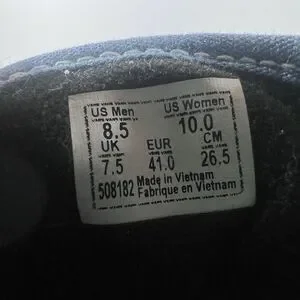 US Men US Women
8.5 10.0
UK EUR CM
7.5 41.0 26.5
508182 Made in Vietnam
Fabrique en Vietnam